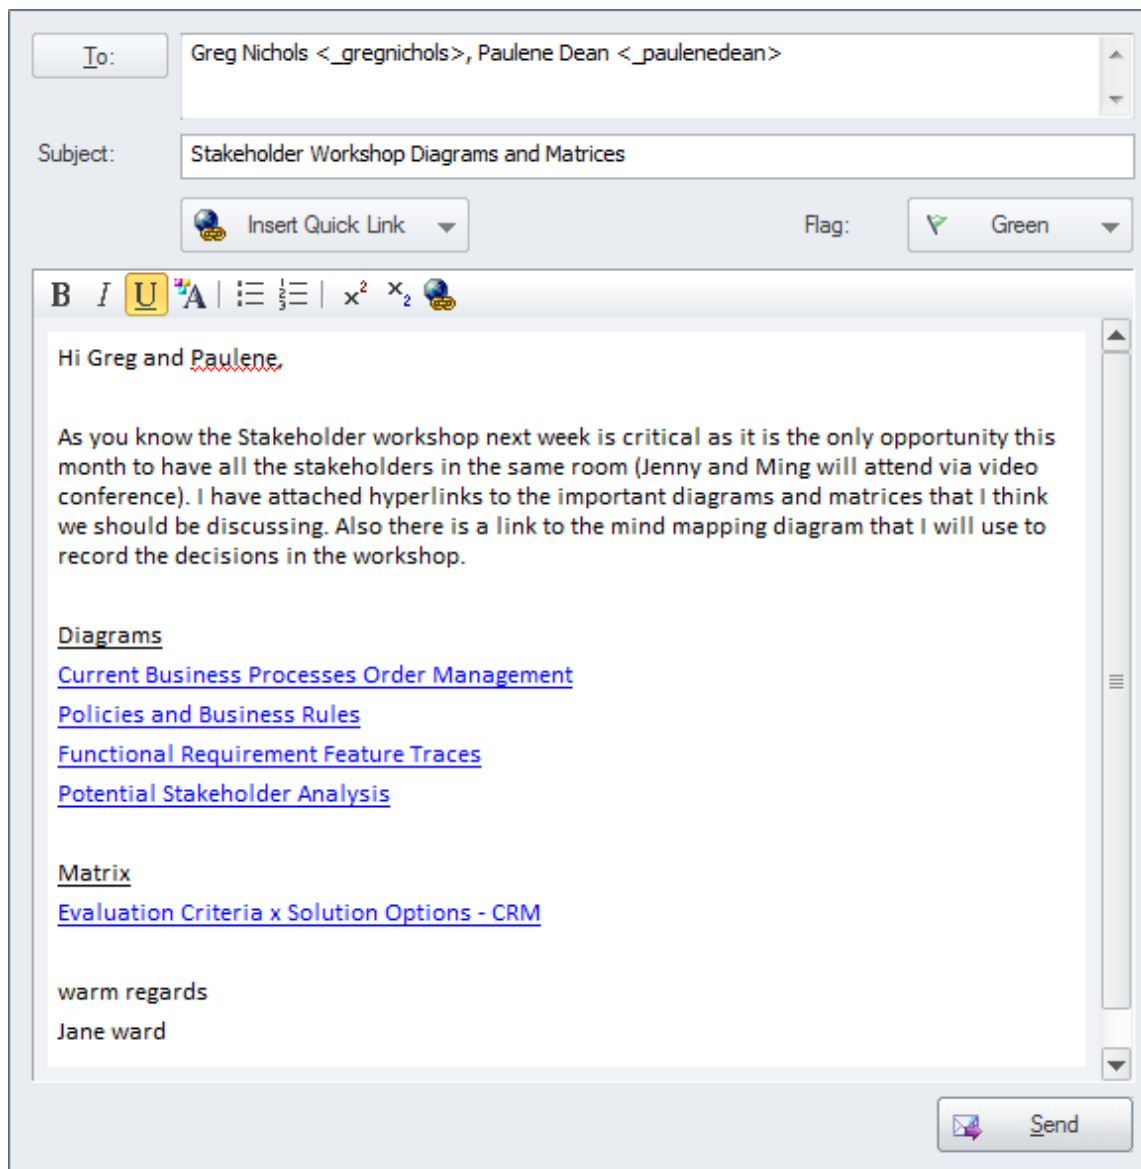 To:
Greg Nichols <_gregnichols>, Paulene Dean <_paulenedean>
Subject:
Stakeholder Workshop Diagrams and Matrices
Insert Quick Link
Flag:
Green
B I U A x² x₂
Hi Greg and Paulene,
As you know the Stakeholder workshop next week is critical as it is the only opportunity this
month to have all the stakeholders in the same room (Jenny and Ming will attend via video
conference). I have attached hyperlinks to the important diagrams and matrices that I think
we should be discussing. Also there is a link to the mind mapping diagram that I will use to
record the decisions in the workshop.
Diagrams
Current Business Processes Order Management
Policies and Business Rules
Functional Requirement Feature Traces
Potential Stakeholder Analysis
Matrix
Evaluation Criteria x Solution Options - CRM
warm regards
Jane ward
Send